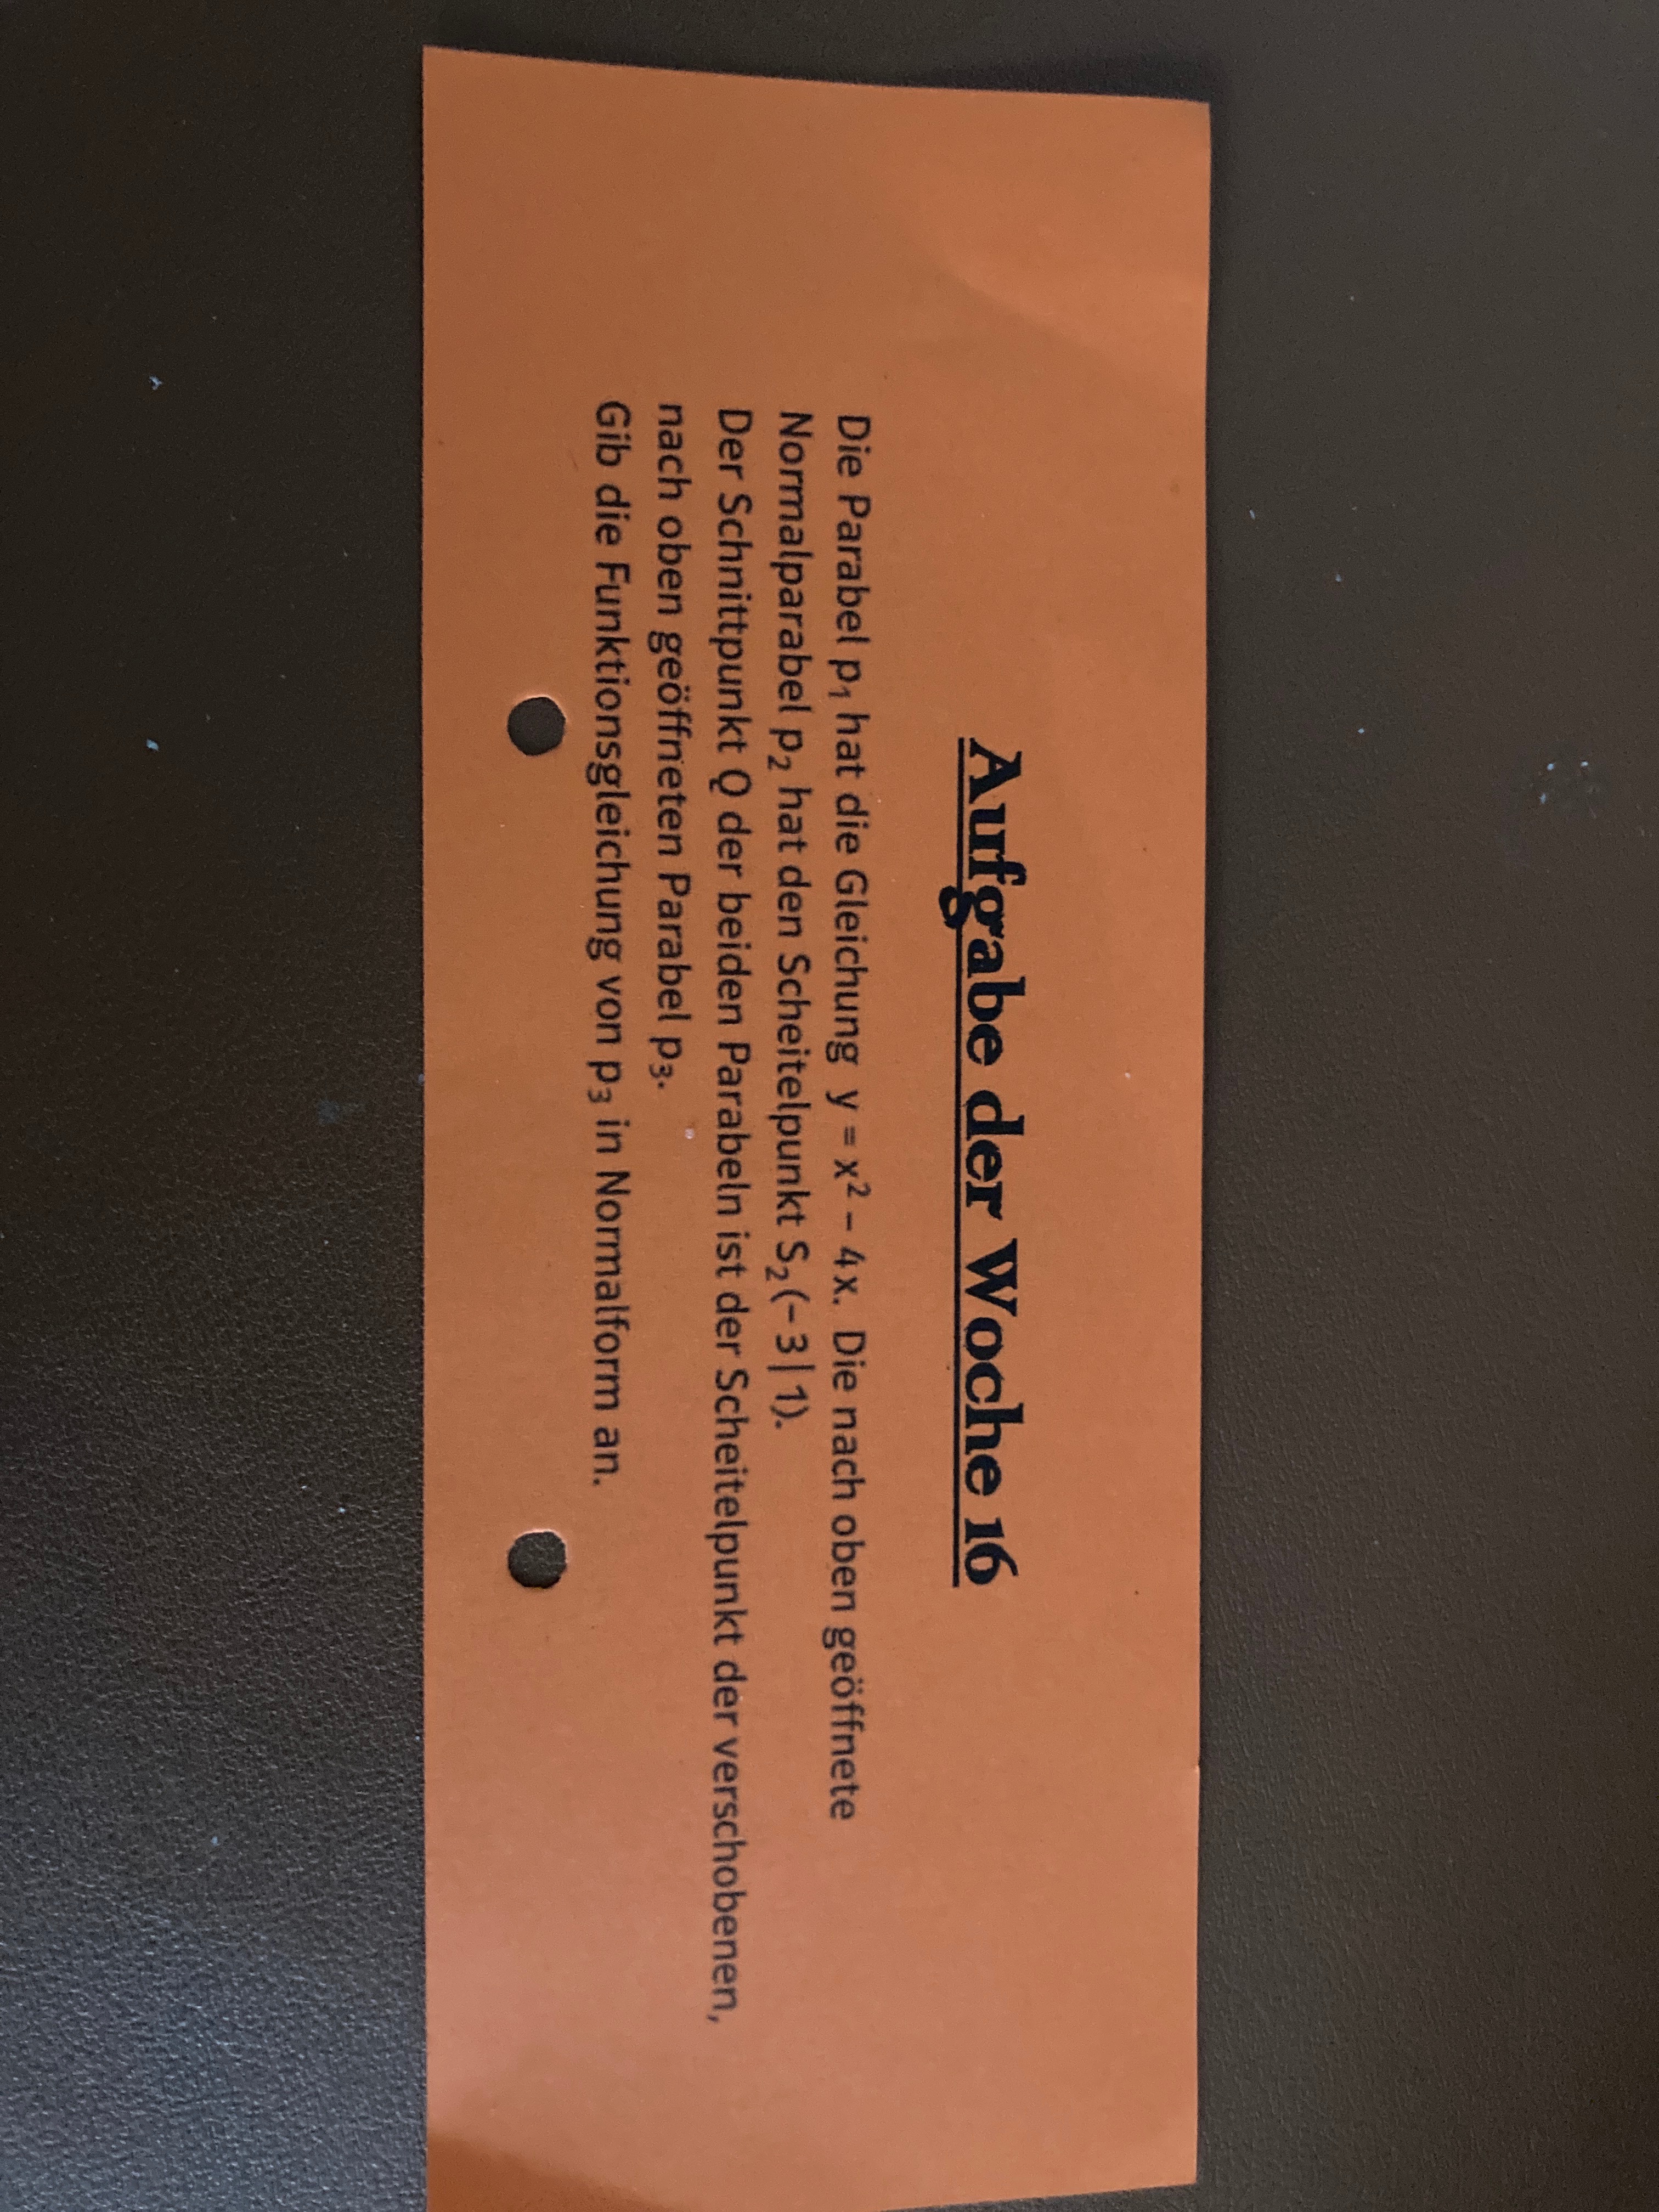 Aufgabe der Woche 16
Die Parabel p₁ hat die Gleichung y = x² – 4x. Die nach oben geöffnete
Normalparabel p₂ hat den Scheitelpunkt S₂ (– 3 | 1).
Der Schnittpunkt Q der beiden Parabeln ist der Scheitelpunkt der verschobenen,
nach oben geöffneten Parabel p₃.
Gib die Funktionsgleichung von p₃ in Normalform an.